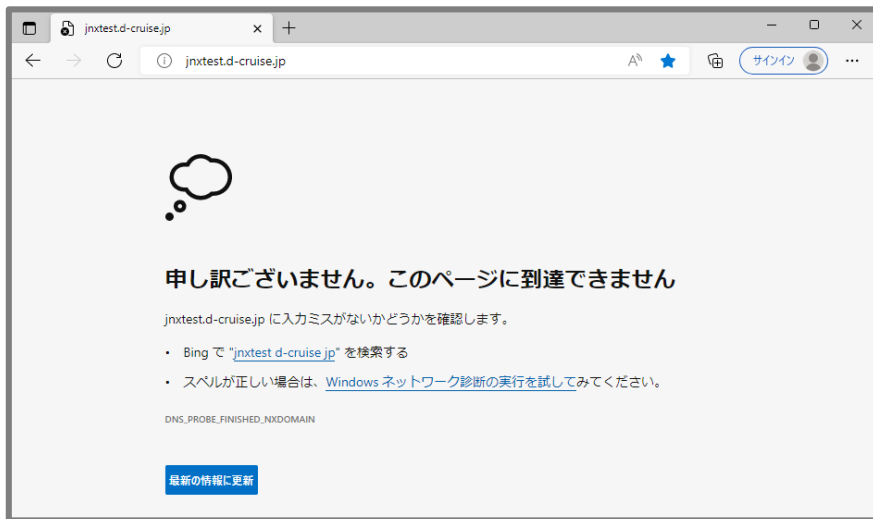 jnxtest.d-cruise.jp
jnxtest.d-cruise.jp
サインイン
申し訳ございません。このページに到達できません
jnxtest.d-cruise.jp に入力ミスがないかどうかを確認します。
• Bing で "jnxtest d-cruise jp" を検索する
• スペルが正しい場合は、Windows ネットワーク診断の実行を試してみてください。
DNS_PROBE_FINISHED_NXDOMAIN
最新の情報に更新